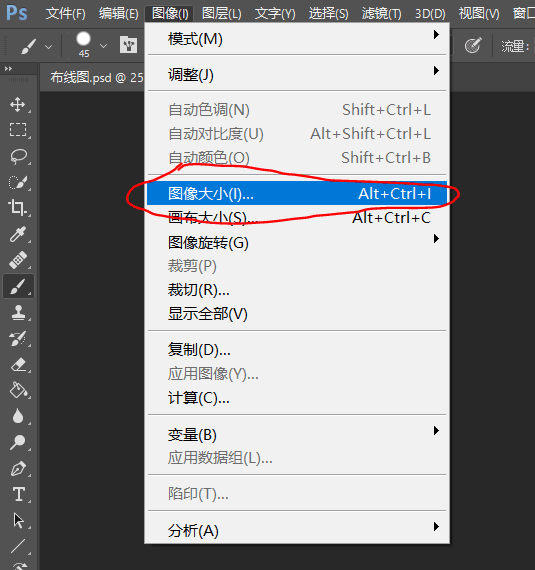 Ps 文件(F) 编辑(E) 图像(I) 图层(L) 文字(Y) 选择(S) 滤镜(T) 3D(D) 视图(V) 窗口
45 流量:
布线图.psd @ 25
模式(M)
调整(J)
自动色调(N) Shift+Ctrl+L
自动对比度(U) Alt+Shift+Ctrl+L
自动颜色(O) Shift+Ctrl+B
图像大小(I)... Alt+Ctrl+I
画布大小(S)... Alt+Ctrl+C
图像旋转(G)
裁剪(P)
裁切(R)...
显示全部(V)
复制(D)...
应用图像(Y)...
计算(C)...
变量(B)
应用数据组(L)...
陷印(T)...
分析(A)